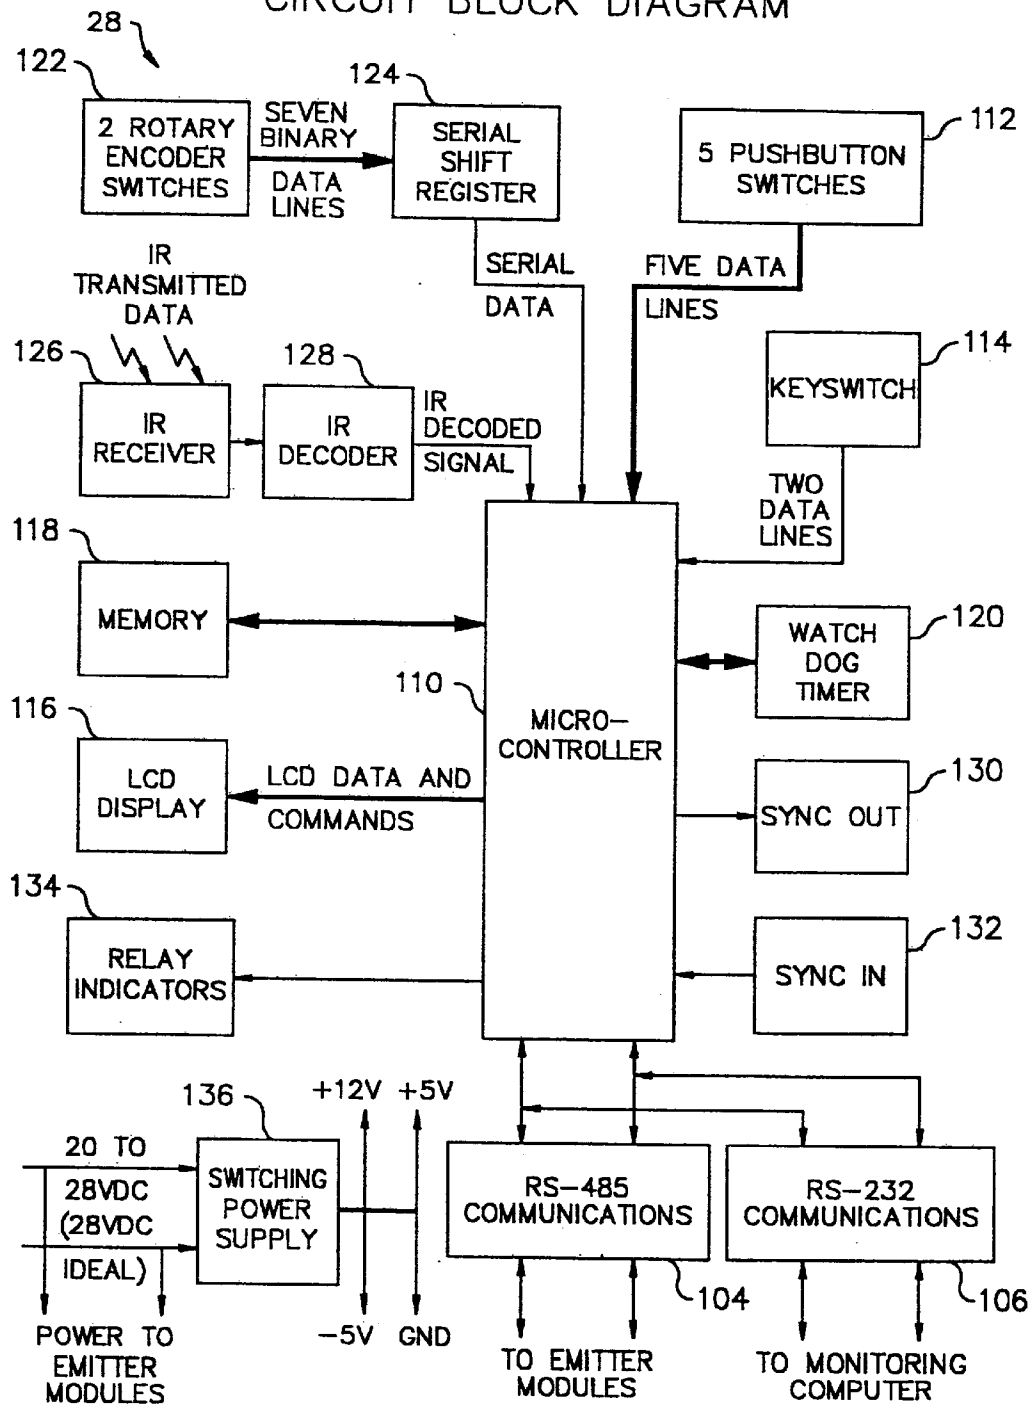 CIRCUIT BLOCK DIAGRAM
28
122
2 ROTARY
ENCODER
SWITCHES
SEVEN
BINARY
DATA
LINES
124
SERIAL
SHIFT
REGISTER
112
5 PUSHBUTTON
SWITCHES
SERIAL
DATA
FIVE DATA
LINES
IR
TRANSMITTED
DATA
126
IR
RECEIVER
128
IR
DECODER
IR
DECODED
SIGNAL
114
KEYSWITCH
TWO
DATA
LINES
118
MEMORY
110
MICRO-
CONTROLLER
120
WATCH
DOG
TIMER
116
LCD
DISPLAY
LCD DATA AND
COMMANDS
130
SYNC OUT
134
RELAY
INDICATORS
132
SYNC IN
136
SWITCHING
POWER
SUPPLY
20 TO
28VDC
(28VDC
IDEAL)
POWER TO
EMITTER
MODULES
+12V
+5V
-5V
GND
RS-485
COMMUNICATIONS
104
TO EMITTER
MODULES
RS-232
COMMUNICATIONS
106
TO MONITORING
COMPUTER